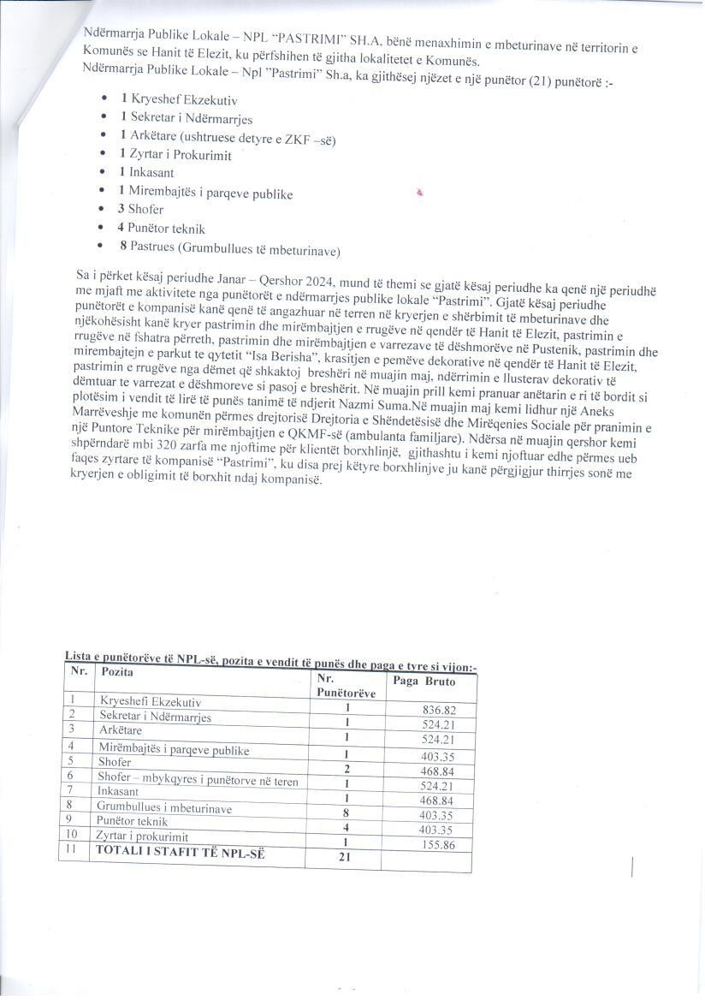 Ndërmarrja Publike Lokale – NPL “PASTRIMI” SH.A, bënë menaxhimin e mbeturinave në territorin e
Komunës se Hanit të Elezit, ku përfshihen të gjitha lokalitetet e Komunës.
Ndërmarrja Publike Lokale – Npl ”Pastrimi” Sh.a, ka gjithësej njëzet e një punëtor (21) punëtorë :-
• 1 Kryeshef Ekzekutiv
• 1 Sekretar i Ndërmarrjes
• 1 Arkëtare (ushtruese detyre e ZKF –së)
• 1 Zyrtar i Prokurimit
• 1 Inkasant
• 1 Mirembajtës i parqeve publike
• 3 Shofer
• 4 Punëtor teknik
• 8 Pastrues (Grumbullues të mbeturinave)
Sa i përket kësaj periudhe Janar – Qershor 2024, mund të themi se gjatë kësaj periudhe ka qenë një periudhë
me mjaft me aktivitete nga punëtorët e ndërmarrjes publike lokale “Pastrimi”. Gjatë kësaj periudhe
punëtorët e kompanisë kanë qenë të angazhuar në terren në kryerjen e shërbimit të mbeturinave dhe
njëkohësisht kanë kryer pastrimin dhe mirëmbajtjen e rrugëve në qendër të Hanit të Elezit, pastrimin e
rrugëve në fshatra përreth, pastrimin dhe mirëmbajtjen e varrezave të dëshmorëve në Pustenik, pastrimin dhe
mirembajtejn e parkut te qytetit “Isa Berisha”, krasitjen e pemëve dekorative në qendër të Hanit të Elezit,
pastrimin e rrugëve nga dëmet që shkaktoj breshëri në muajin maj, ndërrimin e llusterav dekorativ të
dëmtuar te varrezat e dëshmoreve si pasoj e breshërit. Në muajin prill kemi pranuar anëtarin e ri të bordit si
plotësim i vendit të lirë të punës tanimë të ndjerit Nazmi Suma.Në muajin maj kemi lidhur një Aneks
Marrëveshje me komunën përmes drejtorisë Drejtoria e Shëndetësisë dhe Mirëqenies Sociale për pranimin e
një Puntore Teknike për mirëmbajtjen e QKMF-së (ambulanta familjare). Ndërsa në muajin qershor kemi
shpërndarë mbi 320 zarfa me njoftime për klientët borxhlinjë, gjithashtu i kemi njoftuar edhe përmes ueb
faqes zyrtare të kompanisë “Pastrimi”, ku disa prej këtyre borxhlinjve ju kanë përgjigjur thirrjes sonë me
kryerjen e obligimit të borxhit ndaj kompanisë.
Lista e punëtorëve të NPL-së, pozita e vendit të punës dhe paga e tyre si vijon:-
Nr. Pozita Nr. Punëtorëve Paga Bruto
1 Kryeshefi Ekzekutiv 1 836.82
2 Sekretar i Ndërmarrjes 1 524.21
3 Arkëtare 1 524.21
4 Mirëmbajtës i parqeve publike 1 403.35
5 Shofer 2 468.84
6 Shofer – mbykqyres i punëtorve në teren 1 524.21
7 Inkasant 1 468.84
8 Grumbullues i mbeturinave 8 403.35
9 Punëtor teknik 4 403.35
10 Zyrtar i prokurimit 1 155.86
11 TOTALI I STAFIT TË NPL-SË 21